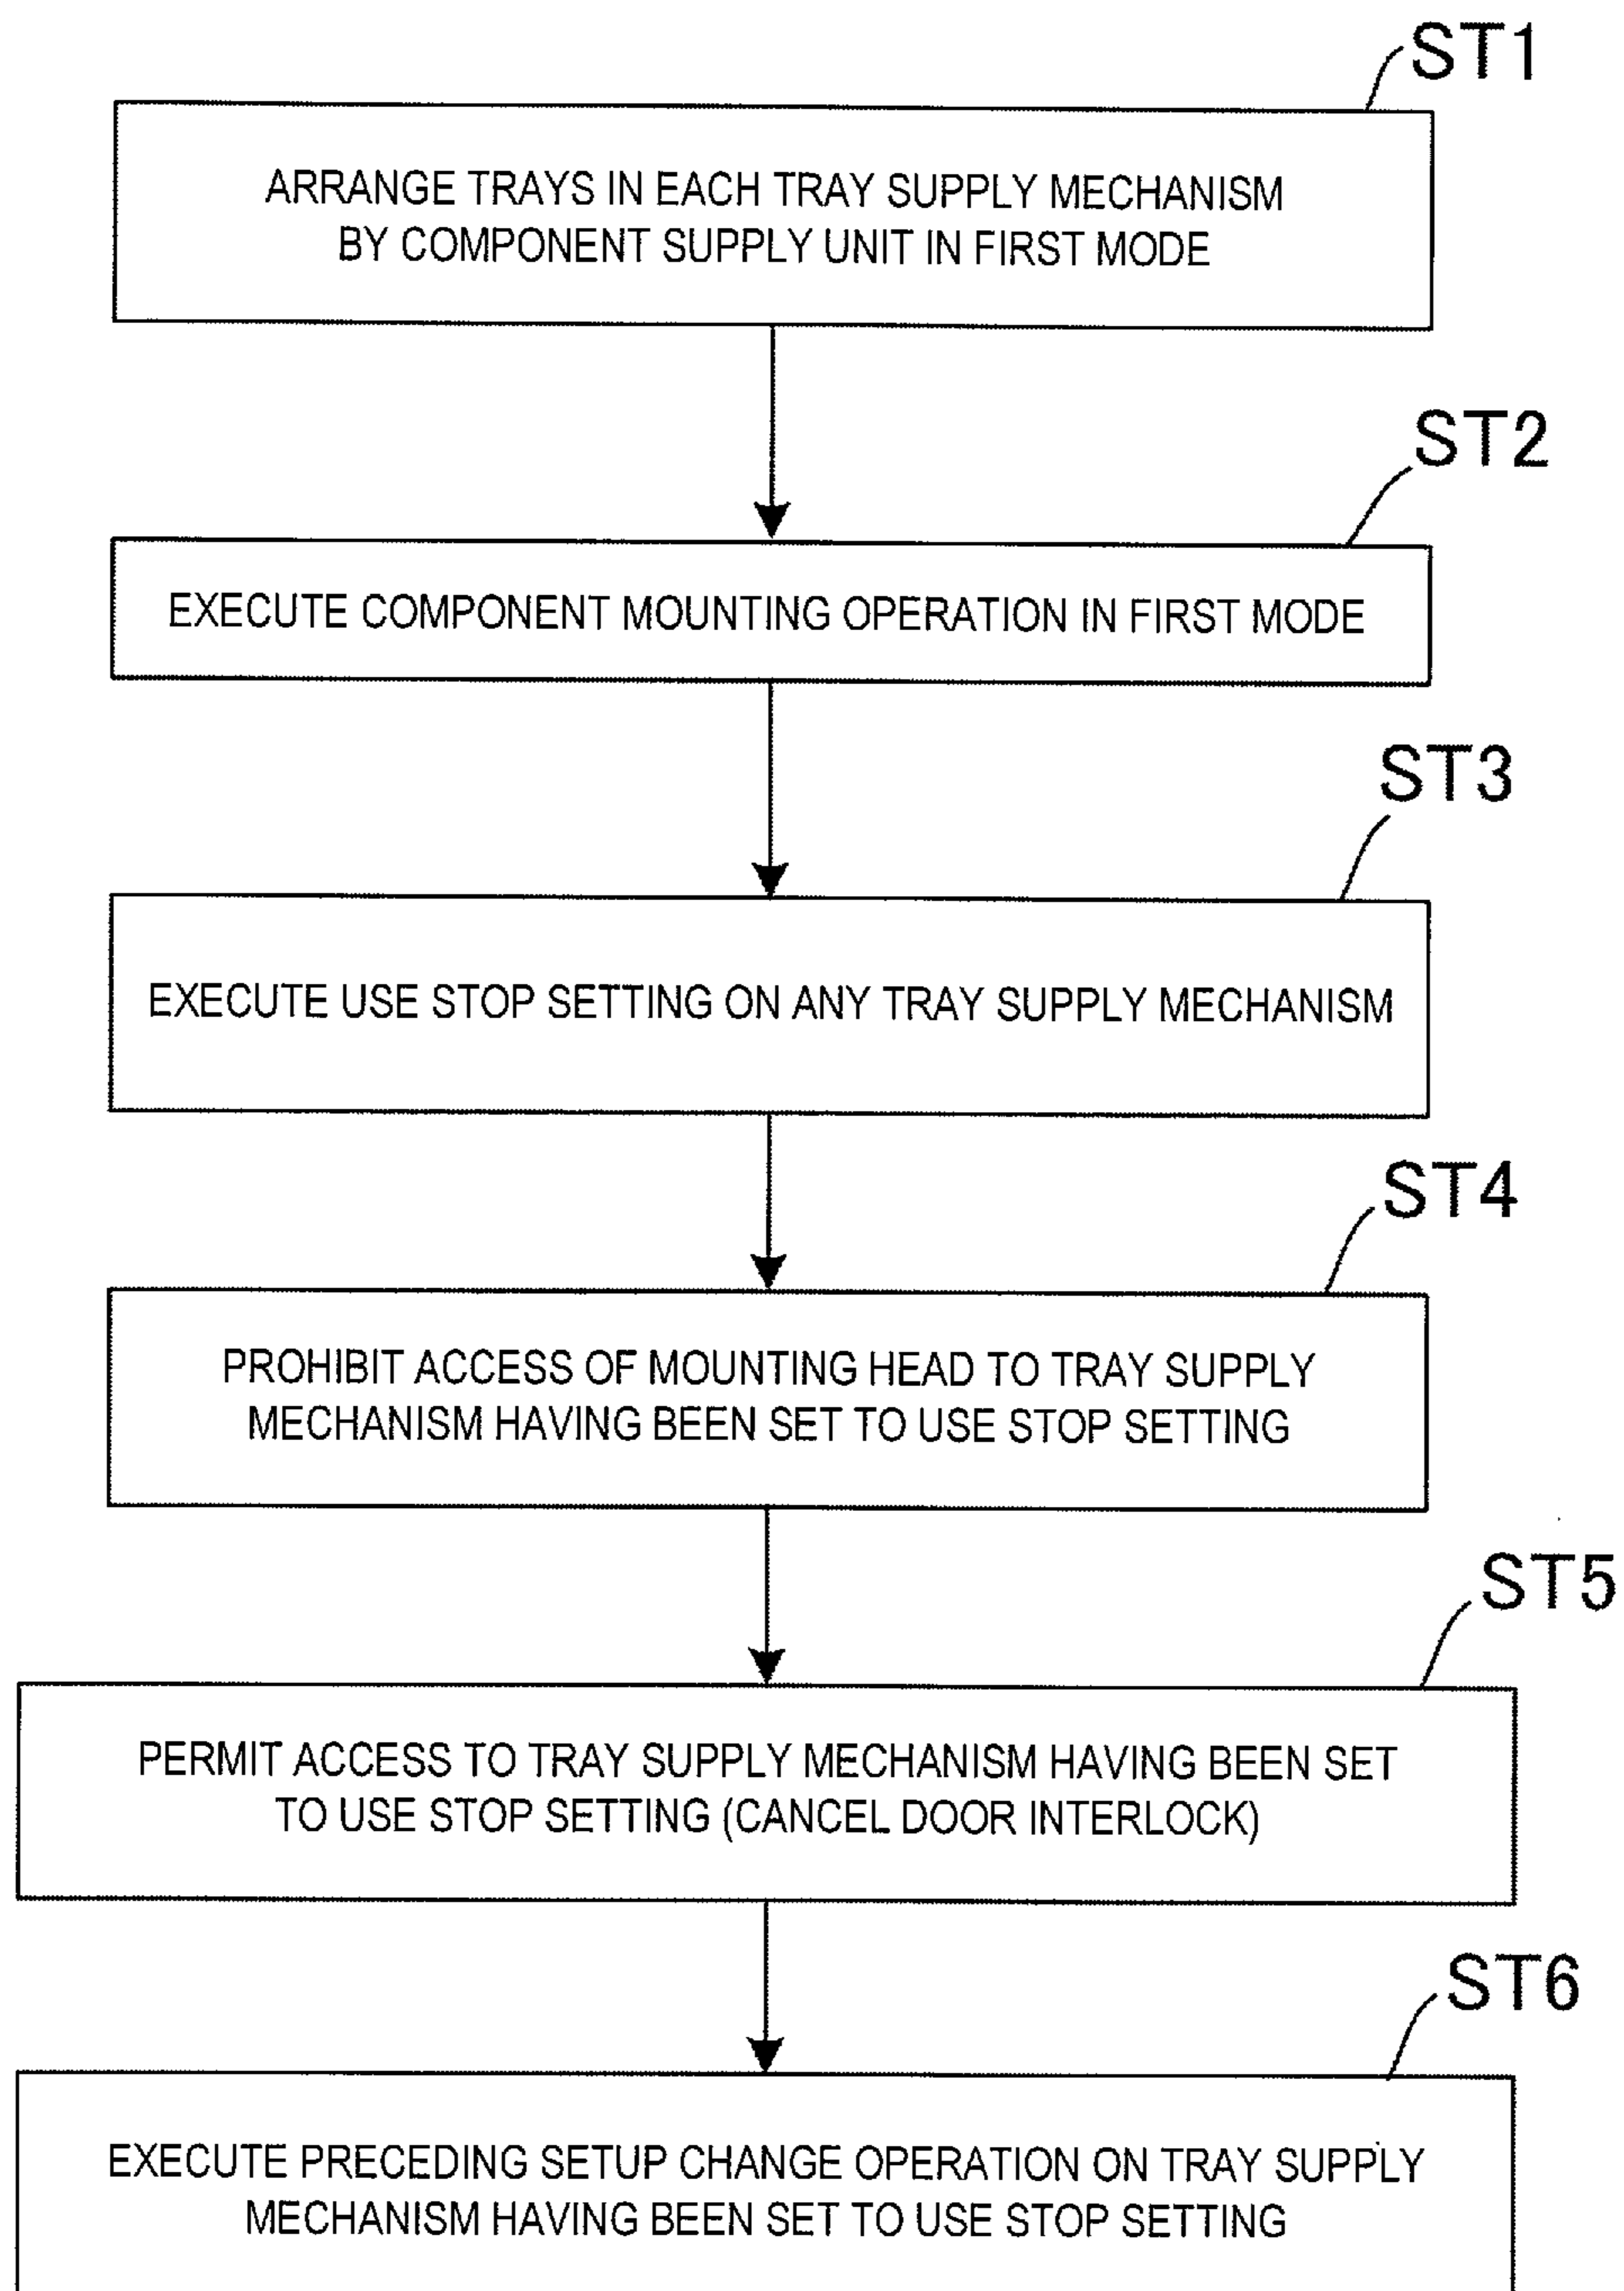 ST1
ARRANGE TRAYS IN EACH TRAY SUPPLY MECHANISM
BY COMPONENT SUPPLY UNIT IN FIRST MODE
ST2
EXECUTE COMPONENT MOUNTING OPERATION IN FIRST MODE
ST3
EXECUTE USE STOP SETTING ON ANY TRAY SUPPLY MECHANISM
ST4
PROHIBIT ACCESS OF MOUNTING HEAD TO TRAY SUPPLY
MECHANISM HAVING BEEN SET TO USE STOP SETTING
ST5
PERMIT ACCESS TO TRAY SUPPLY MECHANISM HAVING BEEN SET
TO USE STOP SETTING (CANCEL DOOR INTERLOCK)
ST6
EXECUTE PRECEDING SETUP CHANGE OPERATION ON TRAY SUPPLY
MECHANISM HAVING BEEN SET TO USE STOP SETTING